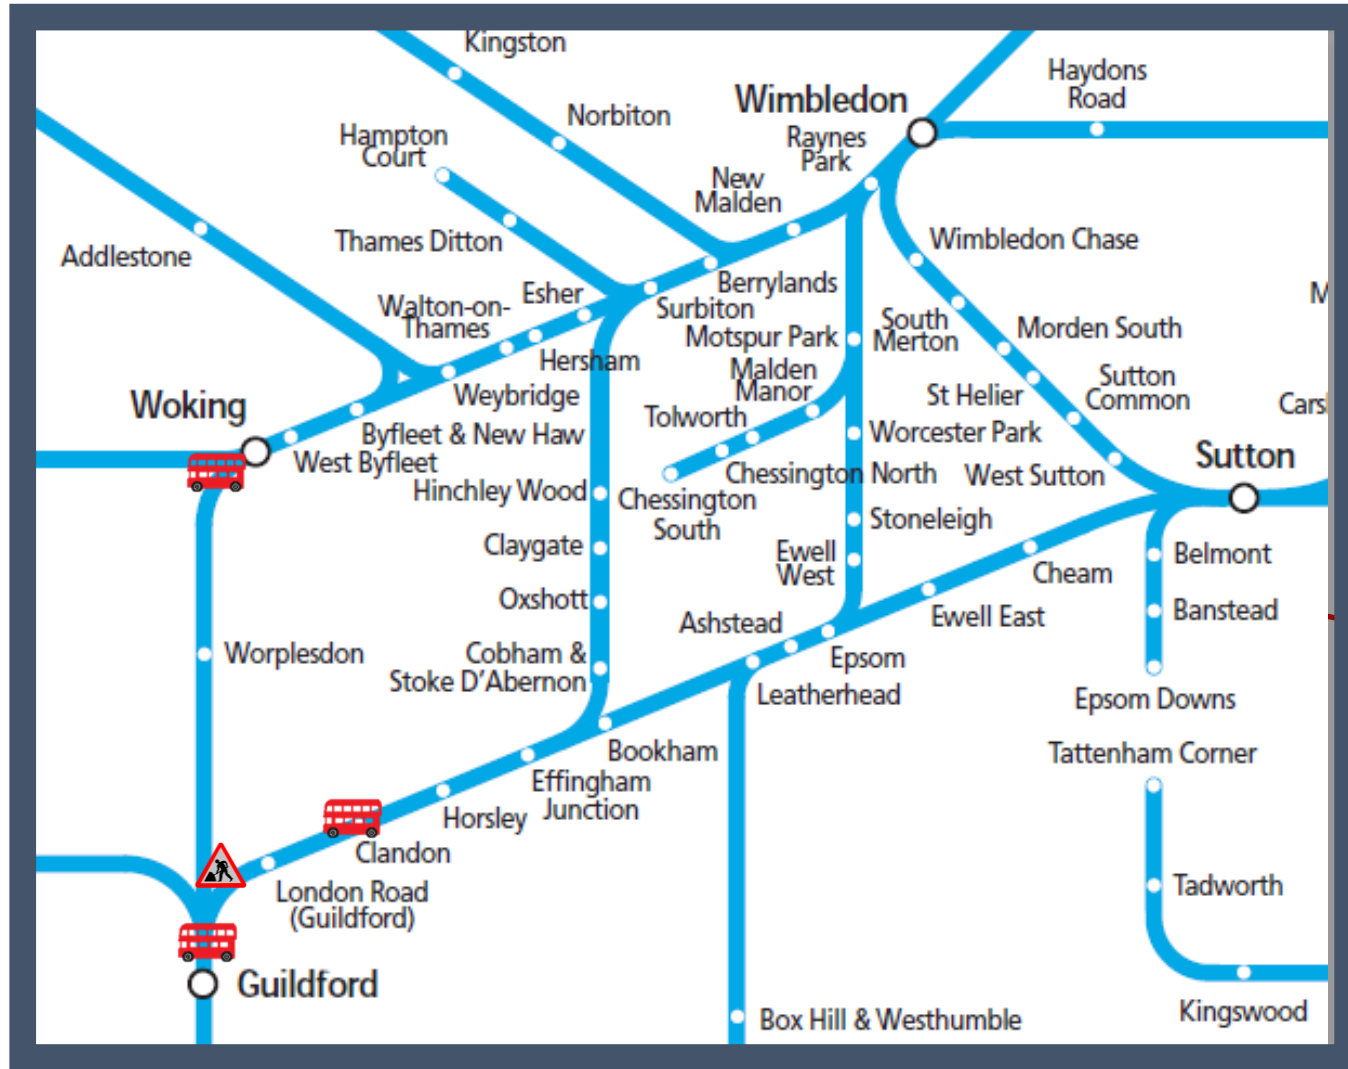 Kingston
Haydons
Road
Wimbledon
Norbiton
Raynes
Park
Hampton
Court
New
Malden
Thames Ditton
Wimbledon Chase
Addlestone
Esher
Berrylands
Surbiton
Walton-on-
Thames
M
South
Merton
Morden South
Motspur Park
Hersham
Malden
Manor
Sutton
Common
Weybridge
St Helier
Woking
Tolworth
Cars
Byfleet & New Haw
Worcester Park
West Byfleet
Chessington North
West Sutton
Sutton
Hinchley Wood
Chessington
South
Stoneleigh
Claygate
Ewell
West
Belmont
Cheam
Oxshott
Banstead
Ashstead
Ewell East
Worplesdon
Cobham &
Stoke D'Abernon
Epsom
Leatherhead
Epsom Downs
Bookham
Tattenham Corner
Effingham
Junction
Horsley
Clandon
London Road
(Guildford)
Tadworth
Guildford
Kingswood
Box Hill & Westhumble